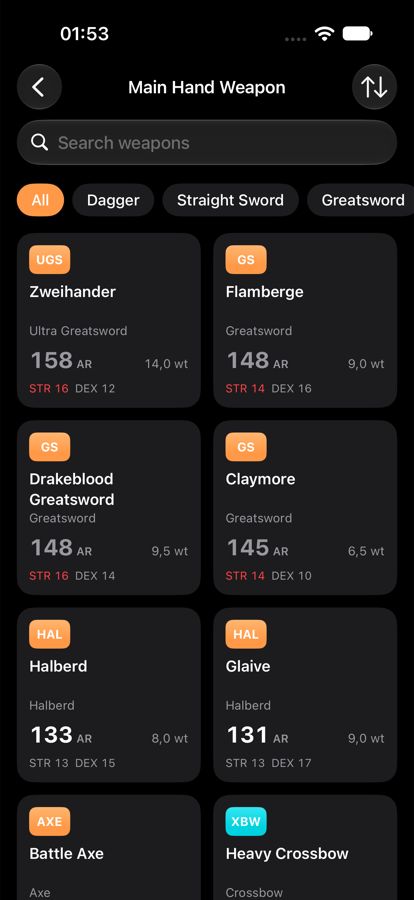 01:53
Main Hand Weapon
Search weapons
All Dagger Straight Sword Greatsword
UGS
Zweihander
Ultra Greatsword
158 AR 14,0 wt
STR 16 DEX 12
GS
Flamberge
Greatsword
148 AR 9,0 wt
STR 14 DEX 16
GS
Drakeblood
Greatsword
Greatsword
148 AR 9,5 wt
STR 16 DEX 14
GS
Claymore
Greatsword
145 AR 6,5 wt
STR 14 DEX 10
HAL
Halberd
Halberd
133 AR 8,0 wt
STR 13 DEX 15
HAL
Glaive
Halberd
131 AR 9,0 wt
STR 13 DEX 17
AXE
Battle Axe
Axe
XBW
Heavy Crossbow
Crossbow